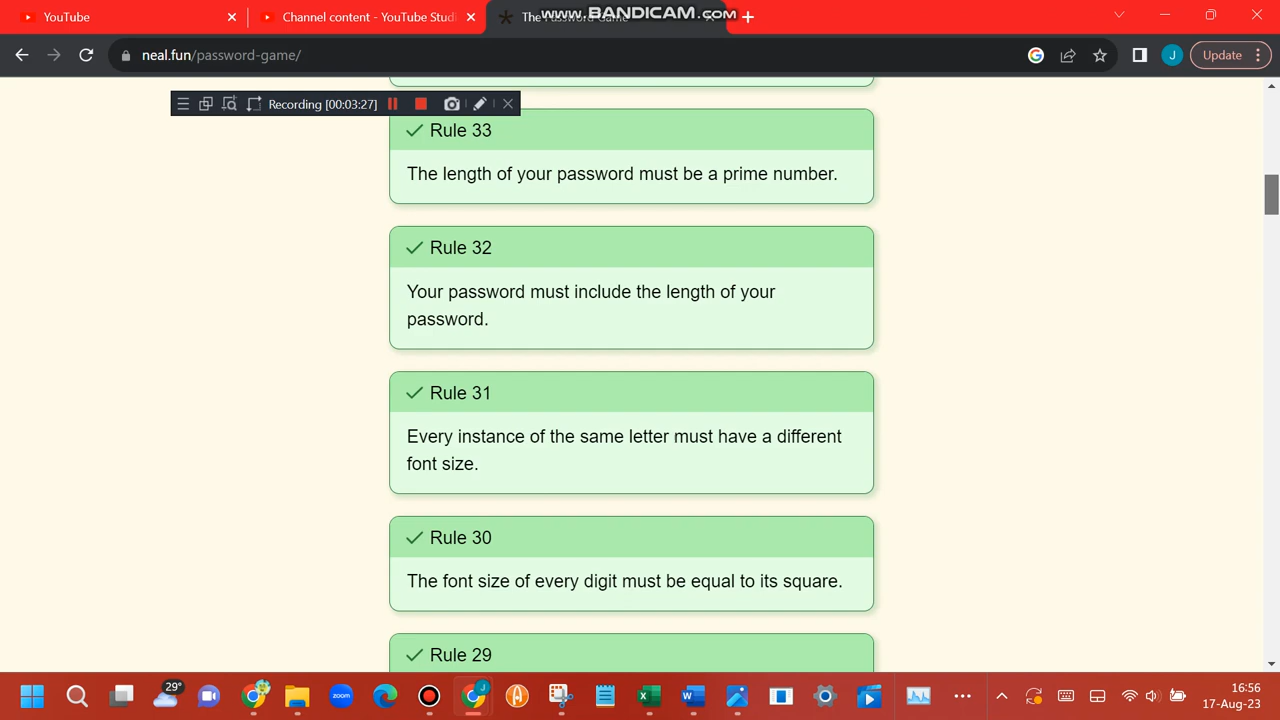 YouTube
Channel content - YouTube Studi
www.BANDICAM.com
neal.fun/password-game/
J
Update
Recording [00:03:27]
Rule 33
The length of your password must be a prime number.
Rule 32
Your password must include the length of your
password.
Rule 31
Every instance of the same letter must have a different
font size.
Rule 30
The font size of every digit must be equal to its square.
Rule 29
29°
zoom
J
16:56
17-Aug-23